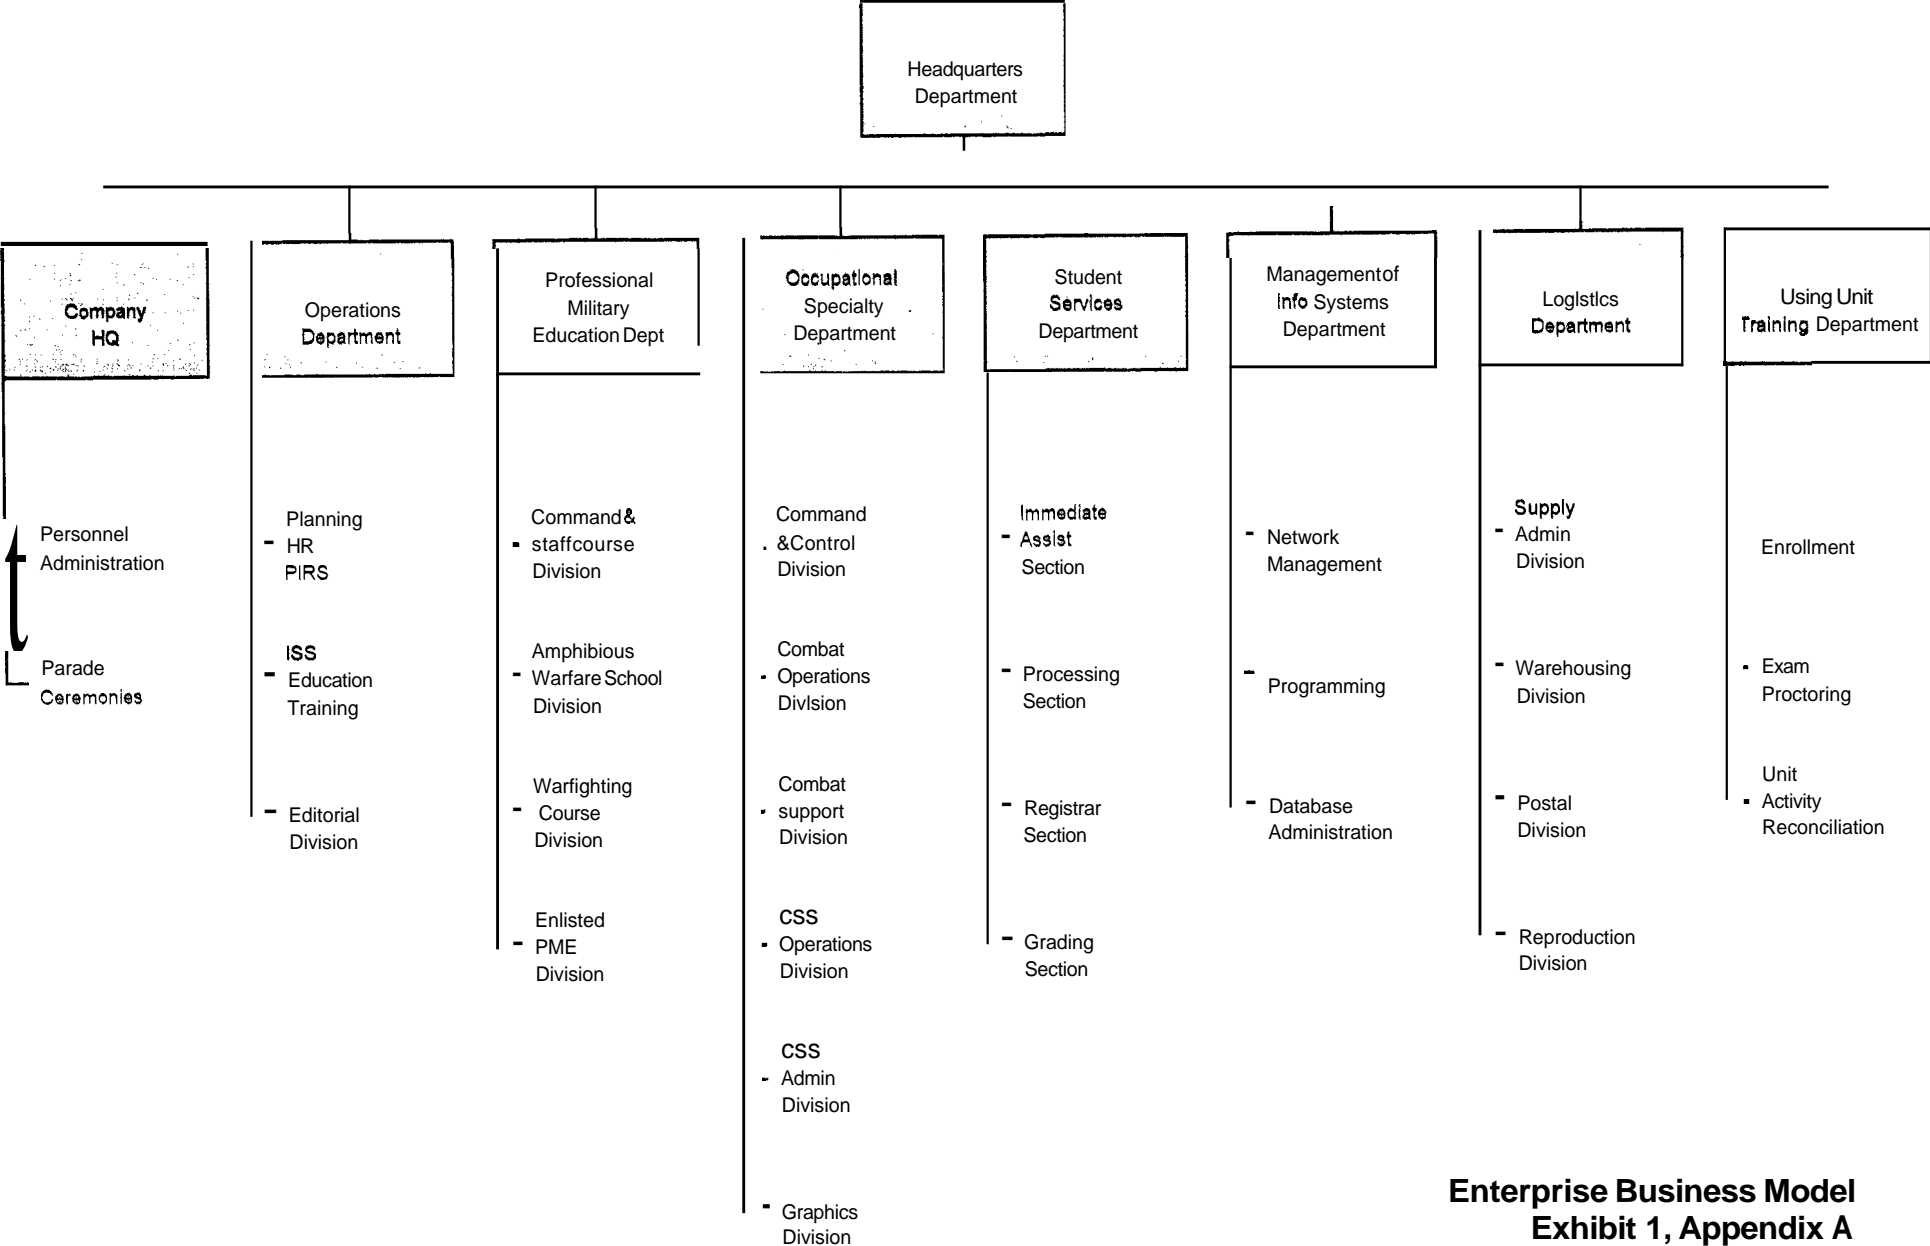 Headquarters
Department
Company
HQ
Operations
Department
Professional
Military
Education Dept
Occupational
Specialty
Department
Student
Services
Department
Management of
Info Systems
Department
Logistics
Department
Using Unit
Training Department
Personnel
Administration
Parade
Ceremonies
Planning
HR
PIRS
ISS
Education
Training
Editorial
Division
Command &
staff course
Division
Amphibious
Warfare School
Division
Warfighting
Course
Division
Enlisted
PME
Division
Command
& Control
Division
Combat
Operations
Division
Combat
support
Division
CSS
Operations
Division
CSS
Admin
Division
Graphics
Division
Immediate
Assist
Section
Processing
Section
Registrar
Section
Grading
Section
Network
Management
Programming
Database
Administration
Supply
Admin
Division
Warehousing
Division
Postal
Division
Reproduction
Division
Enrollment
Exam
Proctoring
Unit
Activity
Reconciliation
Enterprise Business Model
Exhibit 1, Appendix A